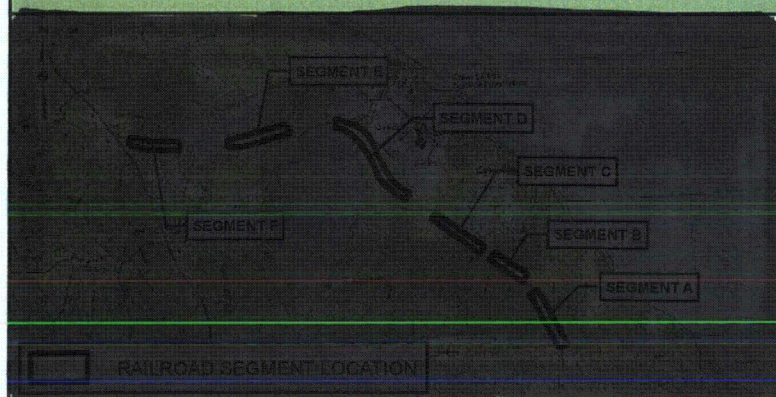 SEGMENT E
SEGMENT D
SEGMENT C
SEGMENT F
SEGMENT B
SEGMENT A
RAILROAD SEGMENT LOCATION